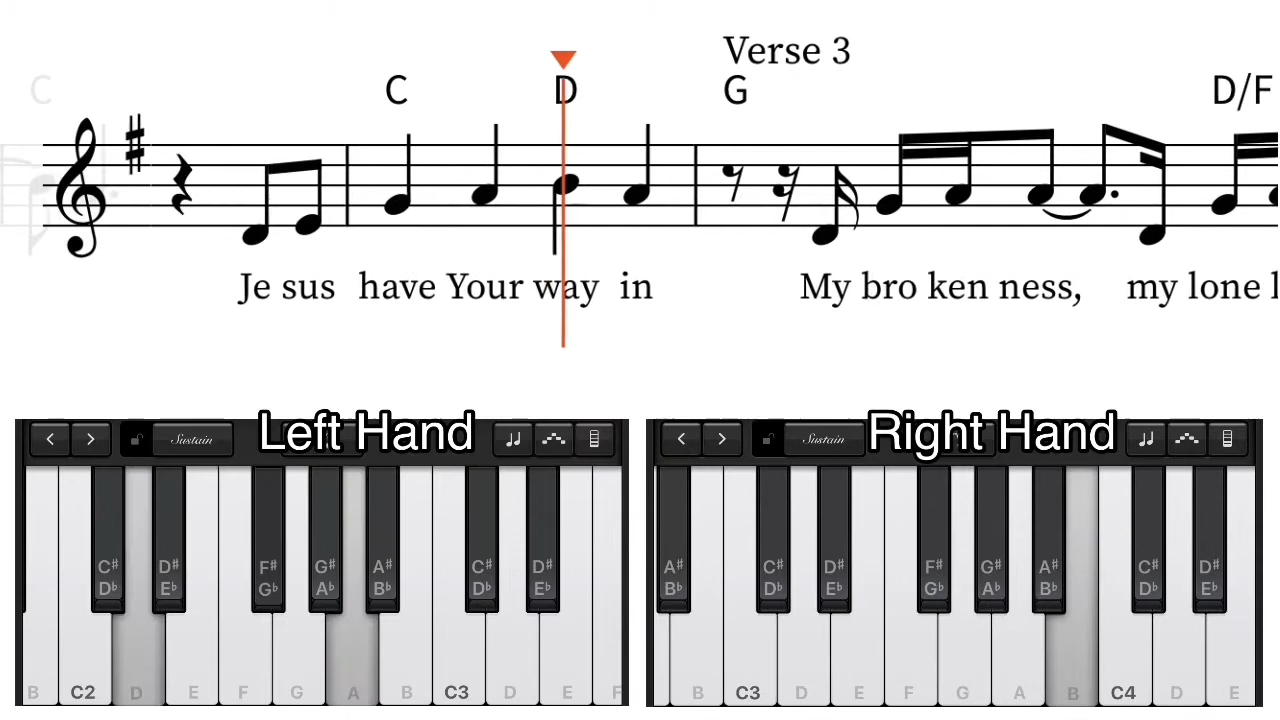 Verse 3
C C D G D/F
Je sus have Your way in My bro ken ness, my lone
Left Hand Right Hand
Sustain Sustain
C♯ D♯ F♯ G♯ A♯ C♯ D♯ A♯ C♯ D♯ F♯ G♯ A♯ C♯ D♯
D♭ E♭ G♭ A♭ B♭ D♭ E♭ B♭ D♭ E♭ G♭ A♭ B♭ D♭ E♭
B C2 D E F G A B C3 D E F B C3 D E F G A B C4 D E